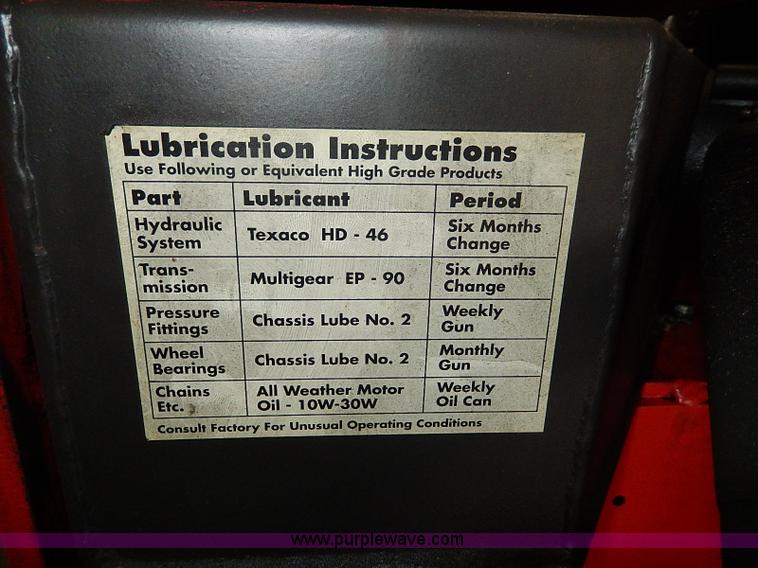 Lubrication Instructions
Use Following or Equivalent High Grade Products
Part Lubricant Period
Hydraulic System Texaco HD - 46 Six Months Change
Trans-mission Multigear EP - 90 Six Months Change
Pressure Fittings Chassis Lube No. 2 Weekly Gun
Wheel Bearings Chassis Lube No. 2 Monthly Gun
Chains Etc. All Weather Motor Oil - 10W-30W Weekly Oil Can
Consult Factory For Unusual Operating Conditions
www.purplewave.com